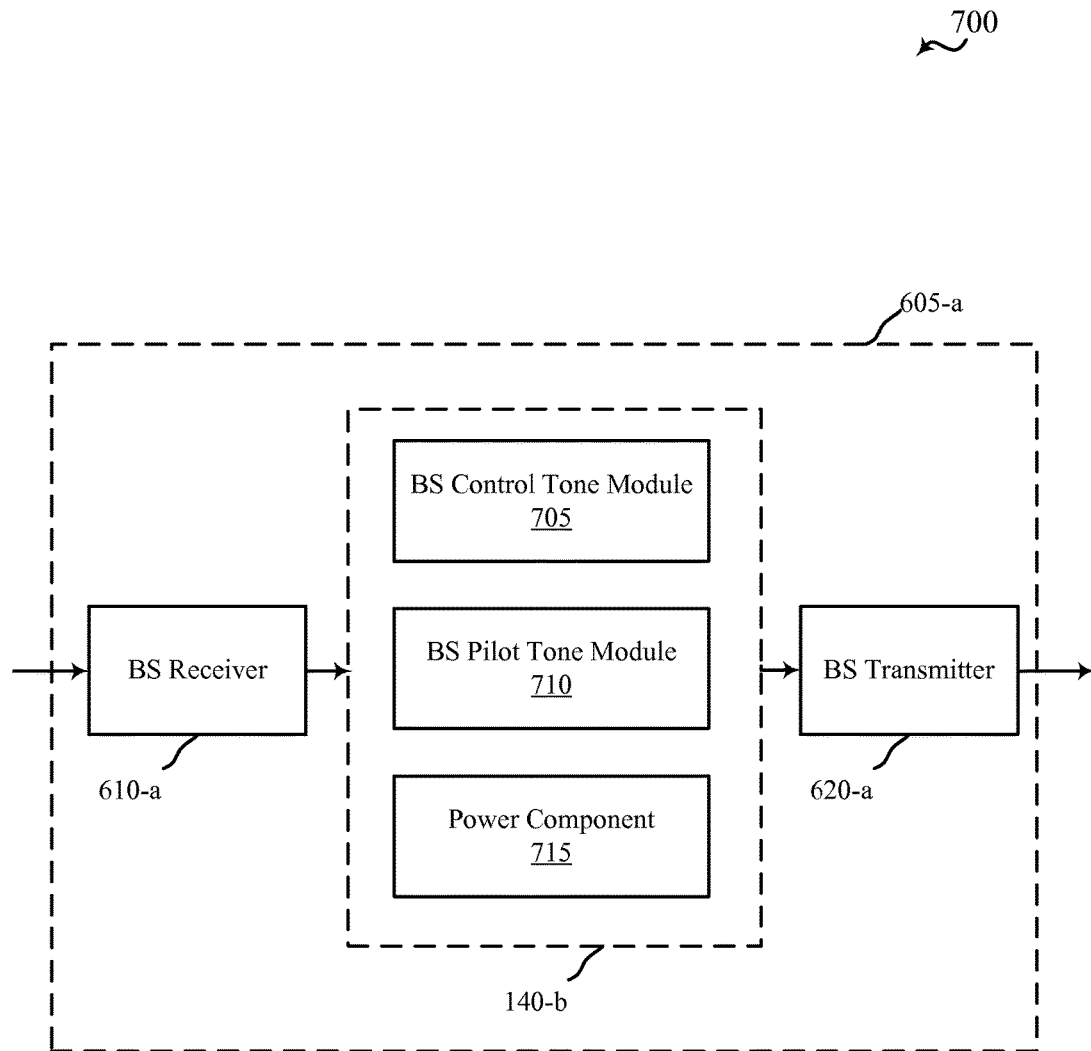 700
605-a
BS Control Tone Module
705
BS Pilot Tone Module
710
BS Receiver
BS Transmitter
610-a
620-a
Power Component
715
140-b